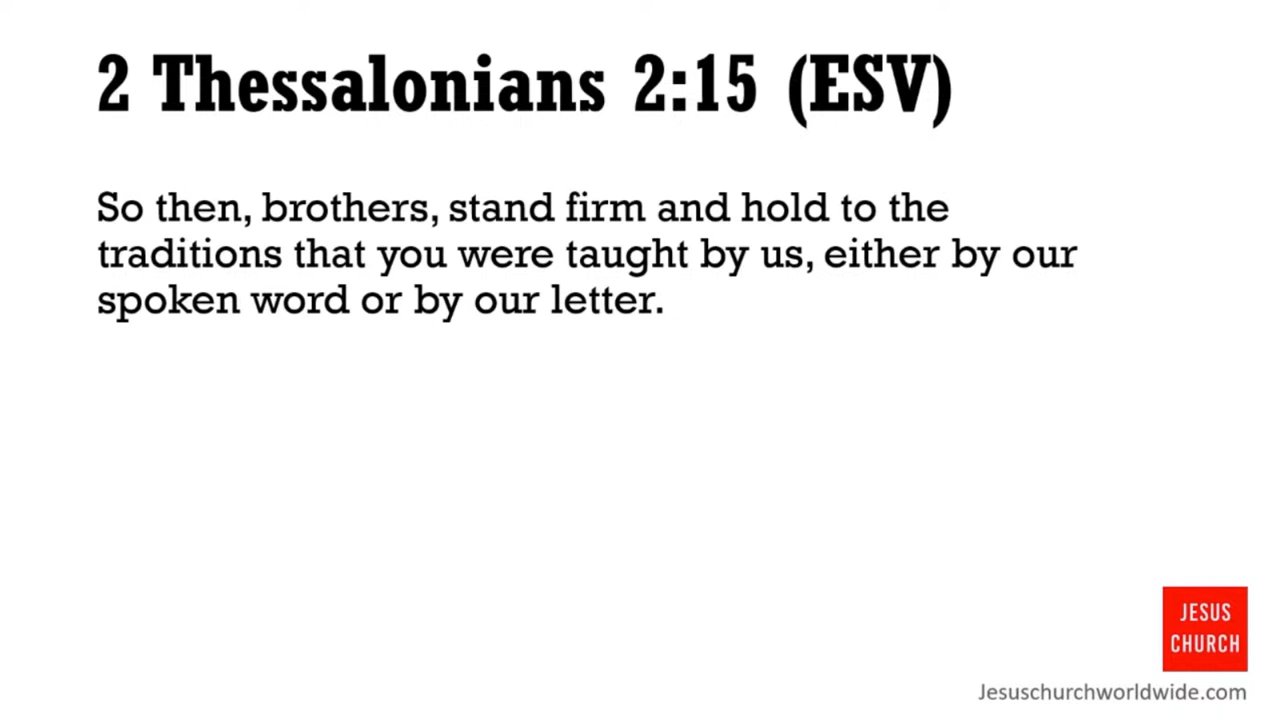 2 Thessalonians 2:15 (ESV)
So then, brothers, stand firm and hold to the
traditions that you were taught by us, either by our
spoken word or by our letter.
JESUS
CHURCH
Jesuschurchworldwide.com